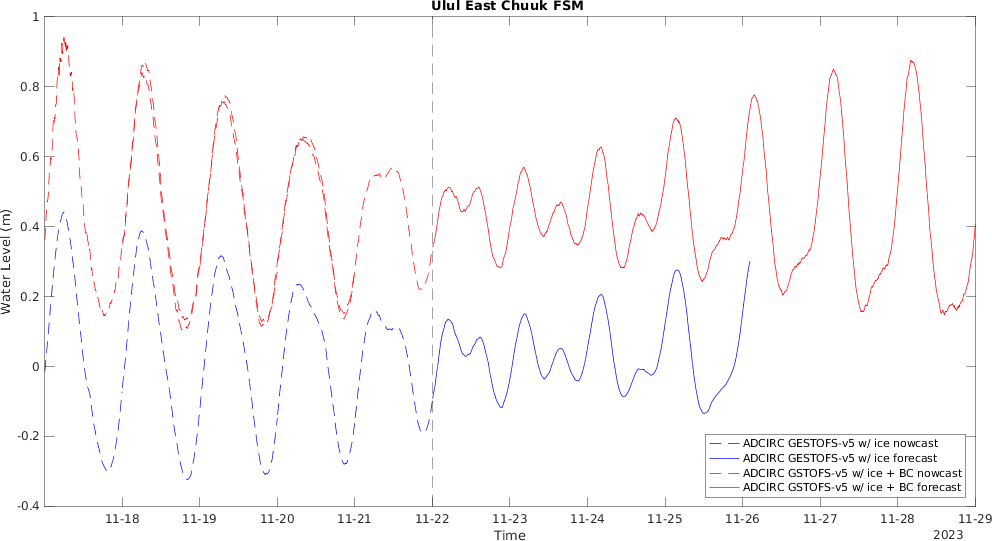 Ulul East Chuuk FSM
1
0.8
0.6
0.4
0.2
0
-0.2
-0.4
Water Level (m)
ADCIRC GESTOFS-v5 w/ ice nowcast
ADCIRC GESTOFS-v5 w/ ice forecast
ADCIRC GSTOFS-v5 w/ ice + BC nowcast
ADCIRC GSTOFS-v5 w/ ice + BC forecast
11-18 11-19 11-20 11-21 11-22 11-23 11-24 11-25 11-26 11-27 11-28 11-29
Time
2023